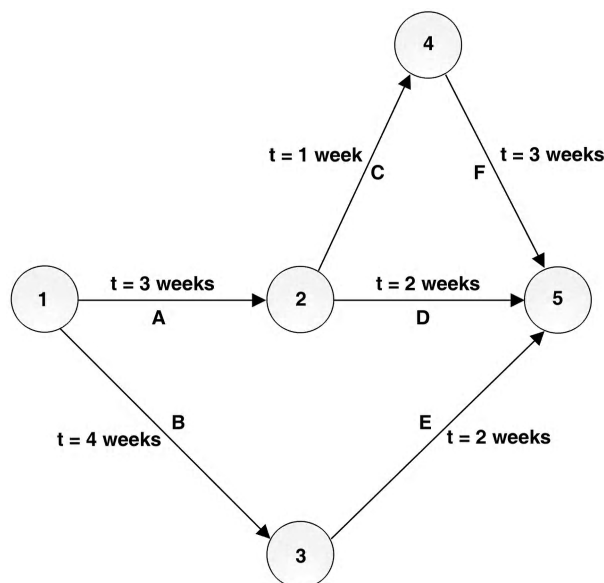 4
t = 1 week
t = 3 weeks
C
F
t = 3 weeks
t = 2 weeks
1
2
5
A
D
B
E
t = 4 weeks
t = 2 weeks
3